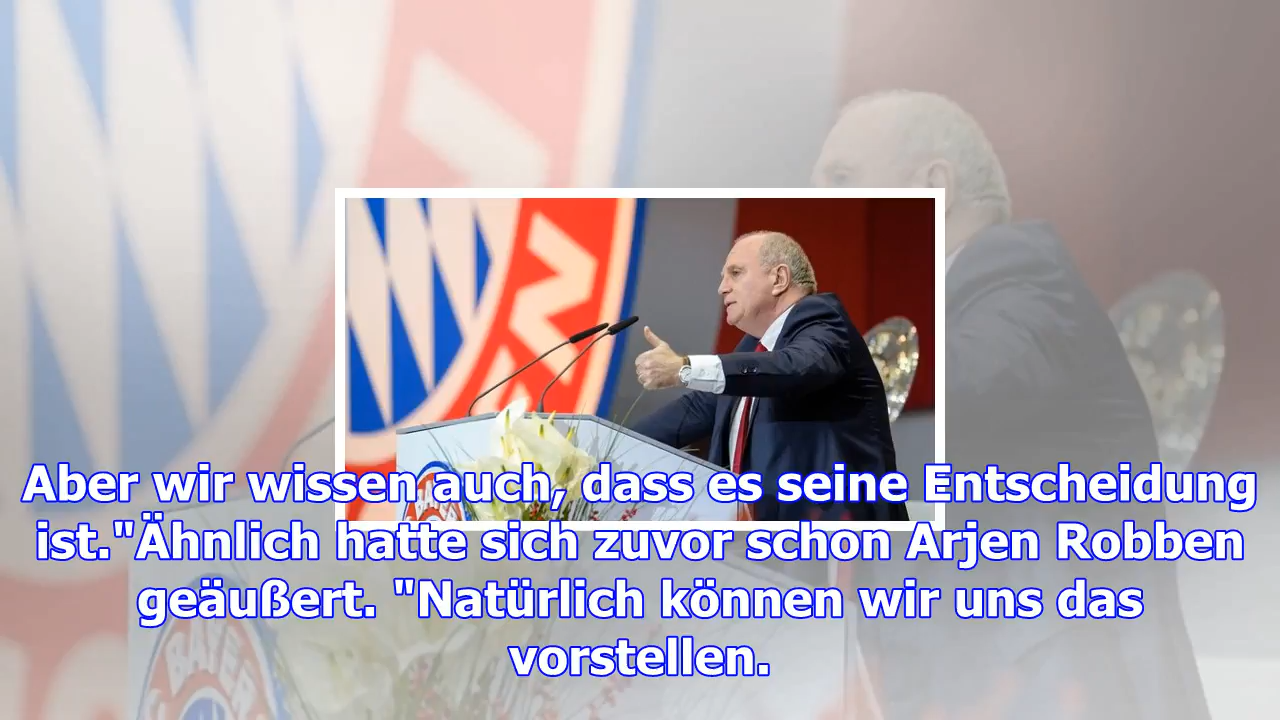 Aber wir wissen auch, dass es seine Entscheidung
ist."Ähnlich hatte sich zuvor schon Arjen Robben
geäußert. "Natürlich können wir uns das
vorstellen.
BAYER